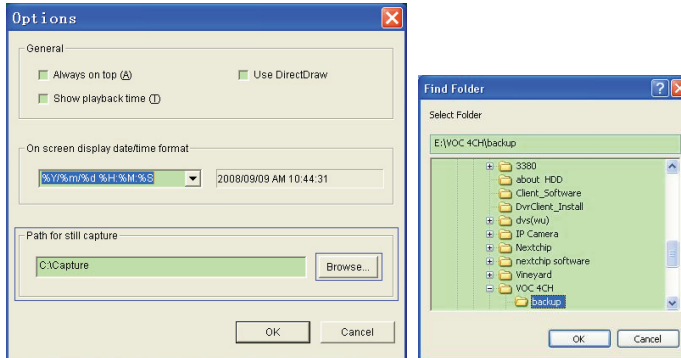 Options
General
Always on top (A)
Use DirectDraw
Show playback time (T)
On screen display date/time format
%Y/%m/%d %H:%M:%S
2008/09/09 AM 10:44:31
Path for still capture
C:\Capture
Browse...
OK
Cancel
Find Folder
Select Folder
E:\VOC 4CH\backup
3380
about HDD
Client_Software
DvrClient_Install
dvs(wu)
IP Camera
Nextchip
nextchip software
Vineyard
VOC 4CH
backup
OK
Cancel